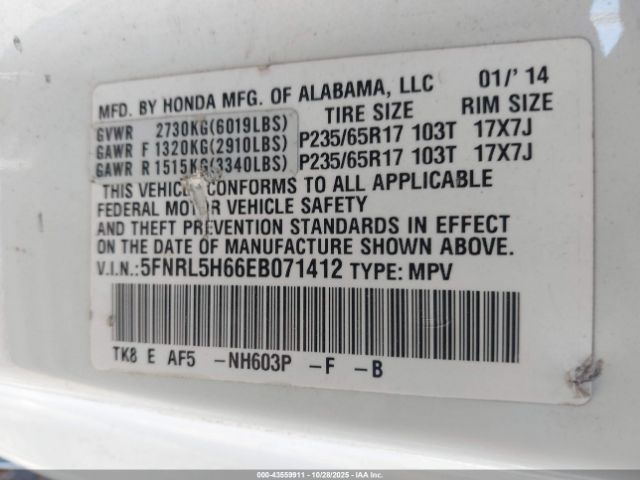 MFD. BY HONDA MFG. OF ALABAMA, LLC 01/'14
TIRE SIZE RIM SIZE
GVWR 2730KG(6019LBS)
GAWR F 1320KG(2910LBS) P235/65R17 103T 17X7J
GAWR R 1515KG(3340LBS) P235/65R17 103T 17X7J
THIS VEHICLE CONFORMS TO ALL APPLICABLE
FEDERAL MOTOR VEHICLE SAFETY
AND THEFT PREVENTION STANDARDS IN EFFECT
ON THE DATE OF MANUFACTURE SHOWN ABOVE.
V.I.N.:5FNRL5H66EB071412 TYPE: MPV
TK8 E AF5 -NH603P -F -B
000-43559911 - 10/28/2025 - IAA